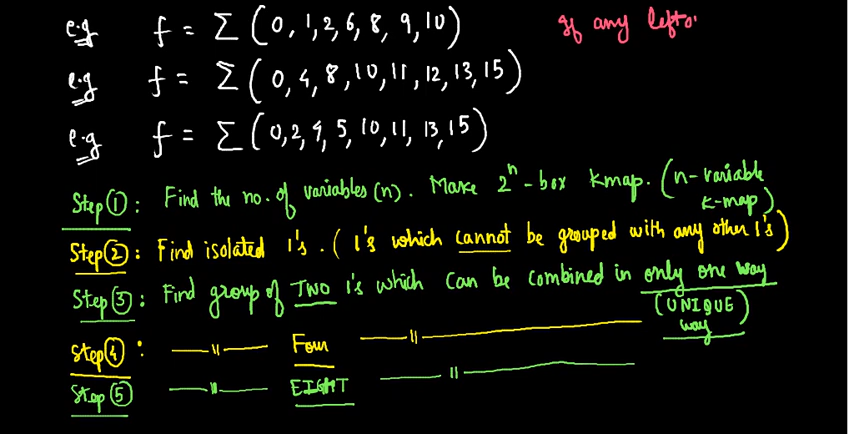 e.g f = Σ (0, 1, 2, 6, 8, 9, 10) If any lefto
e.g f = Σ (0, 4, 8, 10, 11, 12, 13, 15)
e.g f = Σ (0, 2, 4, 5, 10, 11, 13, 15)
Step ①: Find the no. of variables (n). Make 2ⁿ-box kmap. (n-variable k-map)
Step ②: Find isolated 1's. (1's which cannot be grouped with any other 1's)
Step ③: Find group of TWO 1's which can be combined in only one way
(UNIQUE) way
Step ④: —〃— Four —〃—
Step ⑤ —〃— EIGHT —〃—